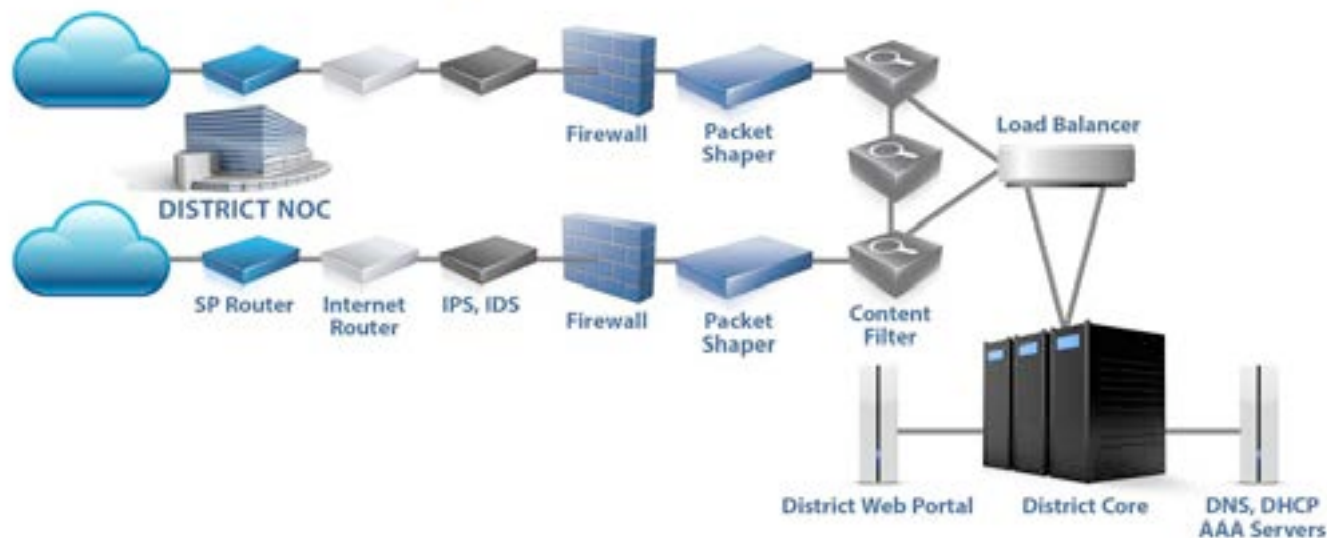 Firewall
Packet
Shaper
Load Balancer
DISTRICT NOC
SP Router
Internet
Router
IPS, IDS
Firewall
Packet
Shaper
Content
Filter
District Web Portal
District Core
DNS, DHCP
AAA Servers